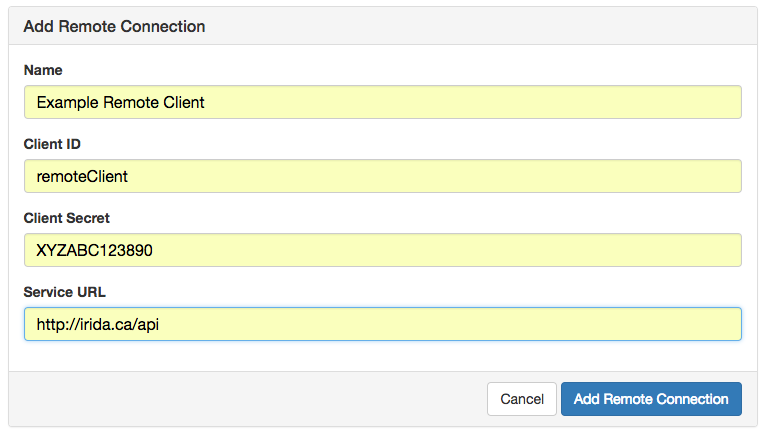 Add Remote Connection
Name
Example Remote Client
Client ID
remoteClient
Client Secret
XYZABC123890
Service URL
http://irida.ca/api
Cancel
Add Remote Connection